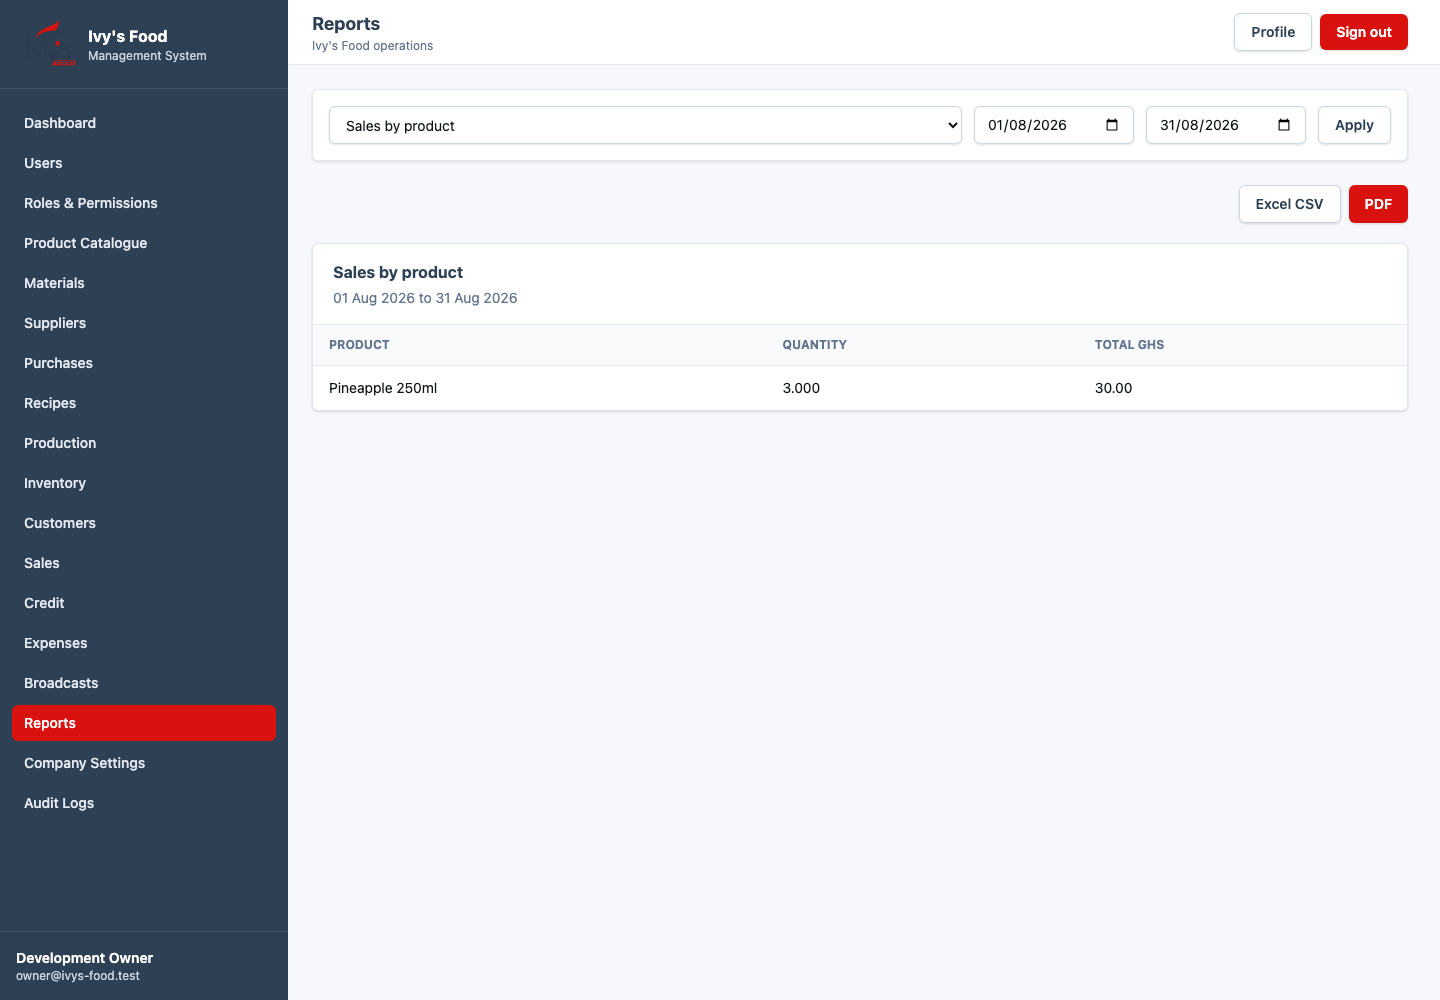 Ivy's Food
Management System
Dashboard
Users
Roles & Permissions
Product Catalogue
Materials
Suppliers
Purchases
Recipes
Production
Inventory
Customers
Sales
Credit
Expenses
Broadcasts
Reports
Company Settings
Audit Logs
Development Owner
owner@ivys-food.test
Reports
Ivy's Food operations
Profile
Sign out
Sales by product
01/08/2026
31/08/2026
Apply
Excel CSV
PDF
Sales by product
01 Aug 2026 to 31 Aug 2026
PRODUCT QUANTITY TOTAL GHS
Pineapple 250ml 3.000 30.00